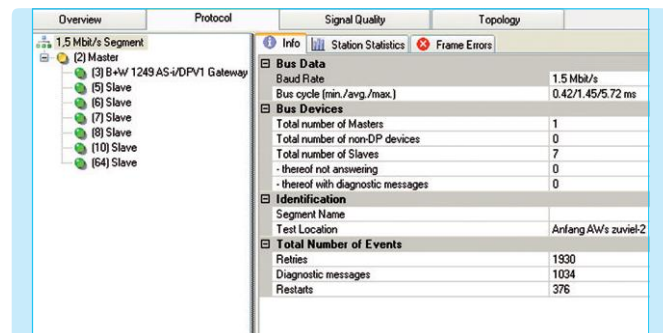 Overview Protocol Signal Quality Topology
1,5 Mbit/s Segment
(2) Master
(3) B+W 1249 AS-i/DPV1 Gateway
(5) Slave
(6) Slave
(7) Slave
(8) Slave
(10) Slave
(64) Slave
Info Station Statistics Frame Errors
Bus Data
Baud Rate 1.5 Mbit/s
Bus cycle (min./avg./max.) 0.42/1.45/5.72 ms
Bus Devices
Total number of Masters 1
Total number of non-DP devices 0
Total number of Slaves 7
- thereof not answering 0
- thereof with diagnostic messages 0
Identification
Segment Name
Test Location Anfang AWs zuviel-2
Total Number of Events
Retries 1930
Diagnostic messages 1034
Restarts 376